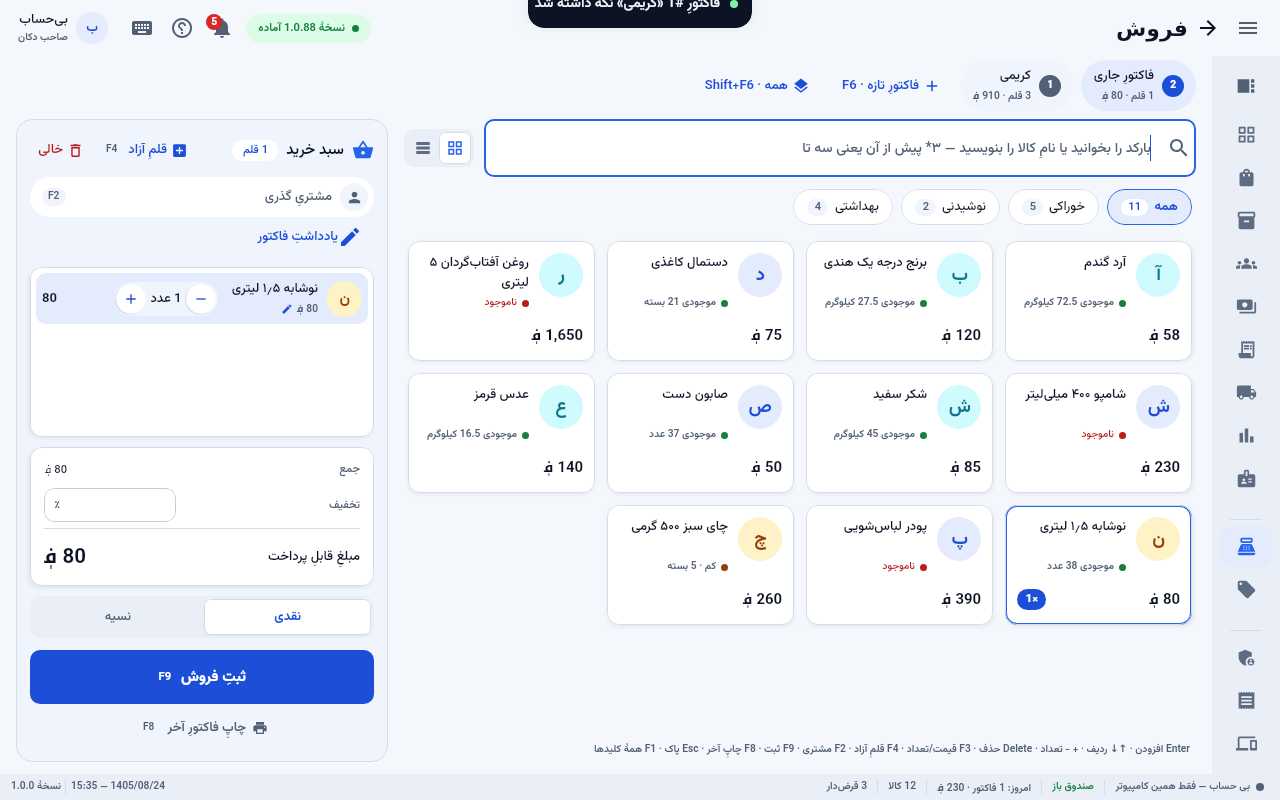 فاکتورِ #1 «کریمی» نگه داشته شد
فروش
5
نسخهٔ 1.0.88 آماده
ب
بی‌حساب
صاحب دکان
2
فاکتورِ جاری
1 قلم · 80 ؋
1
کریمی
3 قلم · 910 ؋
فاکتورِ تازه · F6
همه · Shift+F6
بارکد را بخوانید یا نامِ کالا را بنویسید — ۳* پیش از آن یعنی سه تا
همه 11
خوراکی 5
نوشیدنی 2
بهداشتی 4
آ
آرد گندم
موجودی 72.5 کیلوگرم
58 ؋
ب
برنج درجه یک هندی
موجودی 27.5 کیلوگرم
120 ؋
د
دستمال کاغذی
موجودی 21 بسته
75 ؋
ر
روغن آفتاب‌گردان ۵ لیتری
ناموجود
1,650 ؋
ش
شامپو ۴۰۰ میلی‌لیتر
ناموجود
230 ؋
ش
شکر سفید
موجودی 45 کیلوگرم
85 ؋
ص
صابون دست
موجودی 37 عدد
50 ؋
ع
عدس قرمز
موجودی 16.5 کیلوگرم
140 ؋
ن
نوشابه ۱٫۵ لیتری
موجودی 38 عدد
80 ؋
1×
پ
پودر لباس‌شویی
ناموجود
390 ؋
چ
چای سبز ۵۰۰ گرمی
کم · 5 بسته
260 ؋
Enter افزودن · ↑↓ ردیف · + - تعداد · Delete حذف · F3 قیمت/تعداد · F4 قلمِ آزاد · F2 مشتری · F9 ثبت · F8 چاپِ آخر · Esc پاک · F1 همهٔ کلیدها
سبد خرید
1 قلم
قلمِ آزاد F4
خالی
مشتریِ گذری
F2
یادداشتِ فاکتور
ن
نوشابه ۱٫۵ لیتری
80 ؋
− 1 عدد +
80
جمع
80 ؋
تخفیف
٪
مبلغِ قابلِ پرداخت
80 ؋
نقدی
نسیه
ثبتِ فروش F9
چاپِ فاکتورِ آخر F8
بی حساب — فقط همین کامپیوتر
صندوق باز
امروز: 1 فاکتور · 230 ؋
12 کالا
3 قرض‌دار
1405/08/24 — 15:35
نسخهٔ 1.0.0